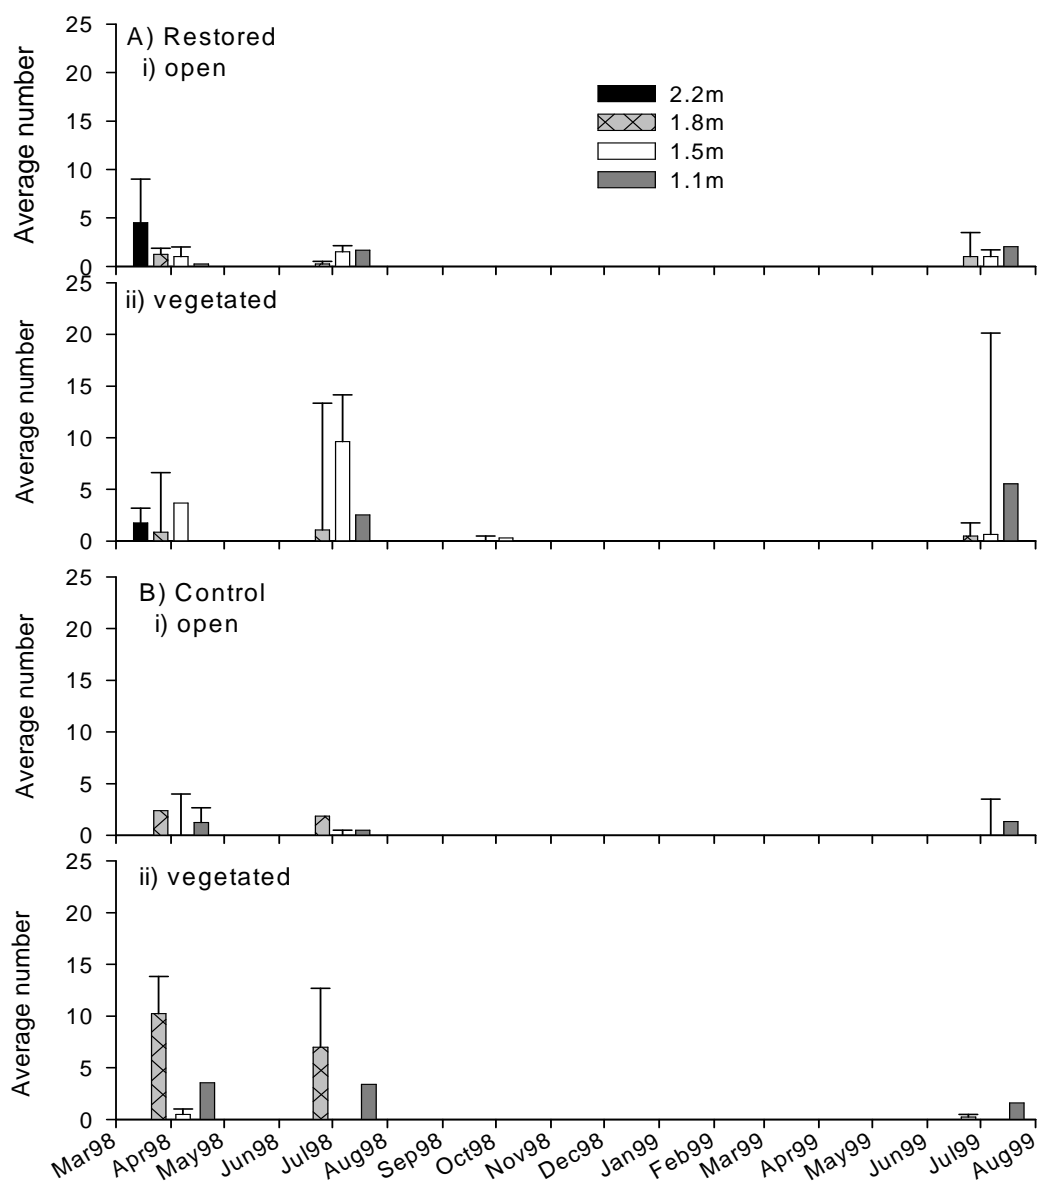 A) Restored
i) open
2.2m
1.8m
1.5m
1.1m
25
20
15
10
5
0
Average number
ii) vegetated
25
20
15
10
5
0
Average number
B) Control
i) open
25
20
15
10
5
0
Average number
ii) vegetated
25
20
15
10
5
0
Average number
Mar98
Apr98
May98
Jun98
Jul98
Aug98
Sep98
Oct98
Nov98
Dec98
Jan99
Feb99
Mar99
Apr99
May99
Jun99
Jul99
Aug99